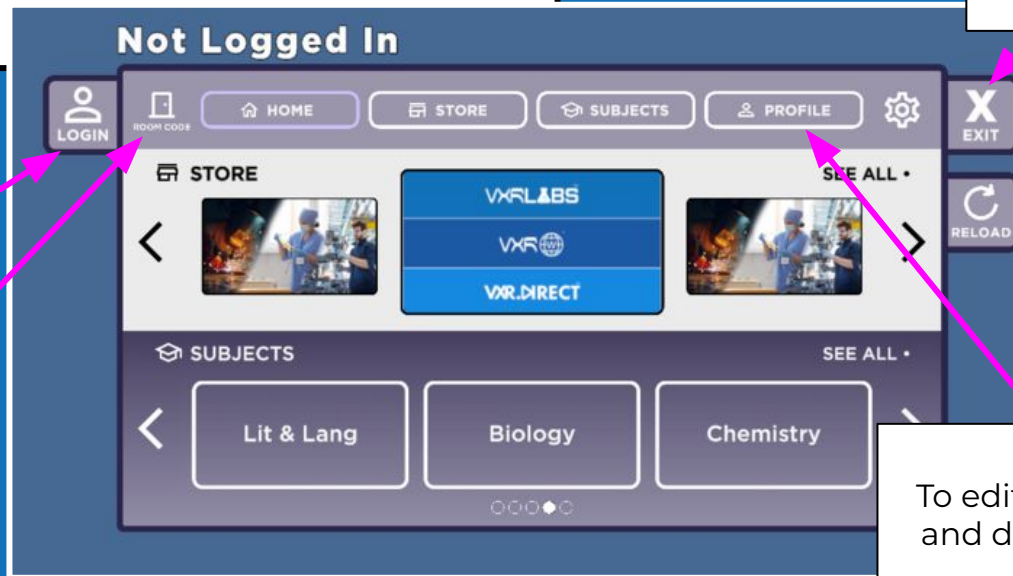 Not Logged In
LOGIN
ROOM CODE
HOME
STORE
SUBJECTS
PROFILE
X
EXIT
STORE
SEE ALL •
VXRLABS
VXR
VXR.DIRECT
RELOAD
SUBJECTS
SEE ALL •
Lit & Lang
Biology
Chemistry
To edi
and d